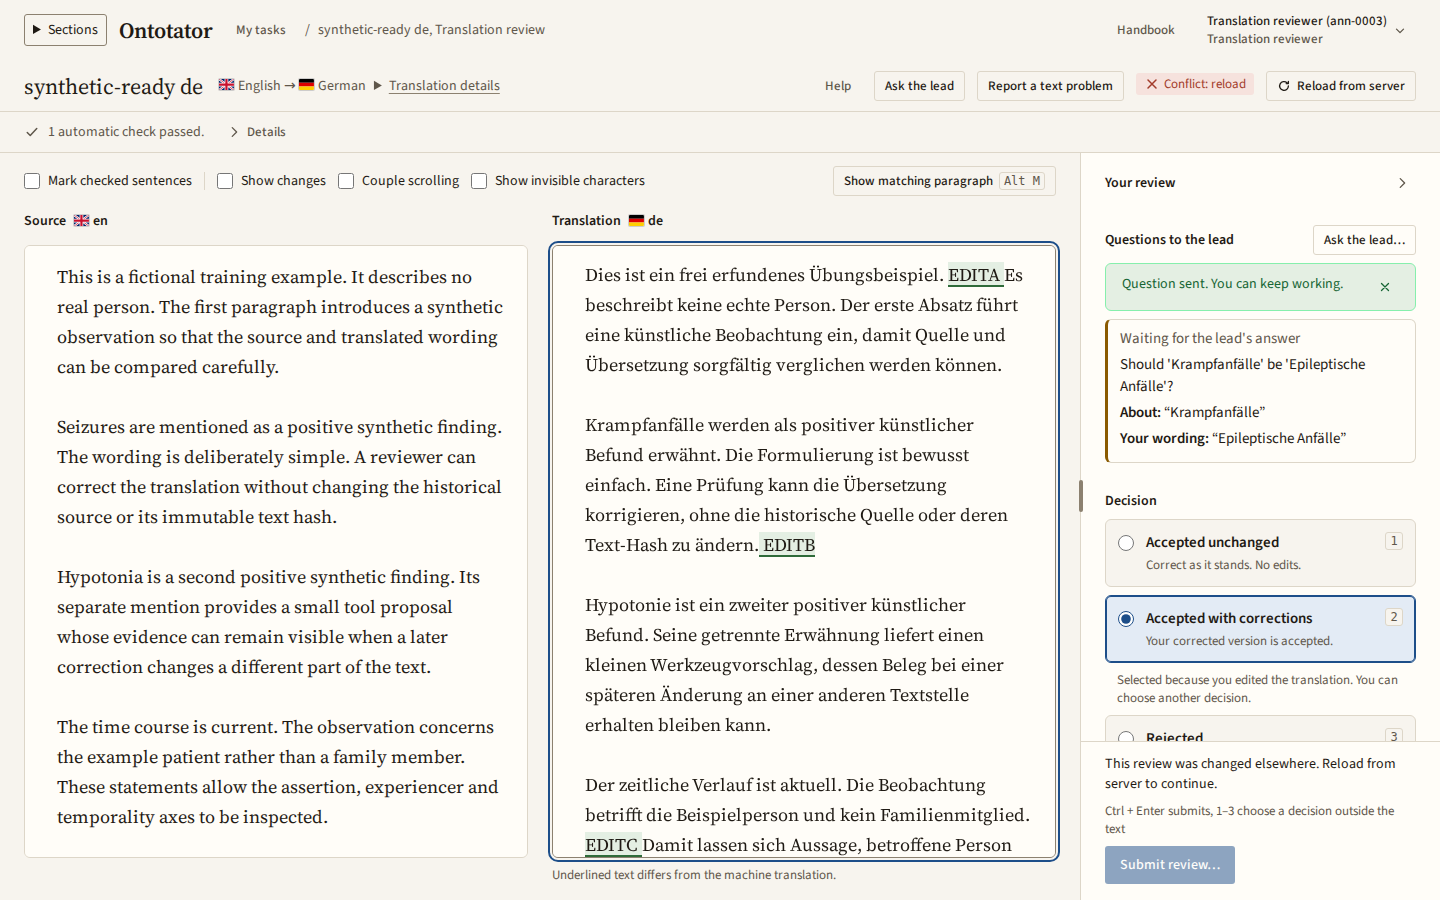 Sections
Ontotator
My tasks / synthetic-ready de, Translation review
Handbook
Translation reviewer (ann-0003)
Translation reviewer
synthetic-ready de
English → German
Translation details
Help
Ask the lead
Report a text problem
Conflict: reload
Reload from server
1 automatic check passed.
Details
Mark checked sentences
Show changes
Couple scrolling
Show invisible characters
Show matching paragraph Alt M
Source en
This is a fictional training example. It describes no
real person. The first paragraph introduces a synthetic
observation so that the source and translated wording
can be compared carefully.
Seizures are mentioned as a positive synthetic finding.
The wording is deliberately simple. A reviewer can
correct the translation without changing the historical
source or its immutable text hash.
Hypotonia is a second positive synthetic finding. Its
separate mention provides a small tool proposal
whose evidence can remain visible when a later
correction changes a different part of the text.
The time course is current. The observation concerns
the example patient rather than a family member.
These statements allow the assertion, experiencer and
temporality axes to be inspected.
Translation de
Dies ist ein frei erfundenes Übungsbeispiel. EDITA Es
beschreibt keine echte Person. Der erste Absatz führt
eine künstliche Beobachtung ein, damit Quelle und
Übersetzung sorgfältig verglichen werden können.
Krampfanfälle werden als positiver künstlicher
Befund erwähnt. Die Formulierung ist bewusst
einfach. Eine Prüfung kann die Übersetzung
korrigieren, ohne die historische Quelle oder deren
Text-Hash zu ändern. EDITB
Hypotonie ist ein zweiter positiver künstlicher
Befund. Seine getrennte Erwähnung liefert einen
kleinen Werkzeugvorschlag, dessen Beleg bei einer
späteren Änderung an einer anderen Textstelle
erhalten bleiben kann.
Der zeitliche Verlauf ist aktuell. Die Beobachtung
betrifft die Beispielperson und kein Familienmitglied.
EDITC Damit lassen sich Aussage, betroffene Person
Underlined text differs from the machine translation.
Your review
Questions to the lead
Ask the lead…
Question sent. You can keep working.
Waiting for the lead's answer
Should 'Krampfanfälle' be 'Epileptische
Anfälle'?
About: “Krampfanfälle”
Your wording: “Epileptische Anfälle”
Decision
Accepted unchanged 1
Correct as it stands. No edits.
Accepted with corrections 2
Your corrected version is accepted.
Selected because you edited the translation. You can
choose another decision.
Rejected 3
This review was changed elsewhere. Reload from
server to continue.
Ctrl + Enter submits, 1–3 choose a decision outside the
text
Submit review…